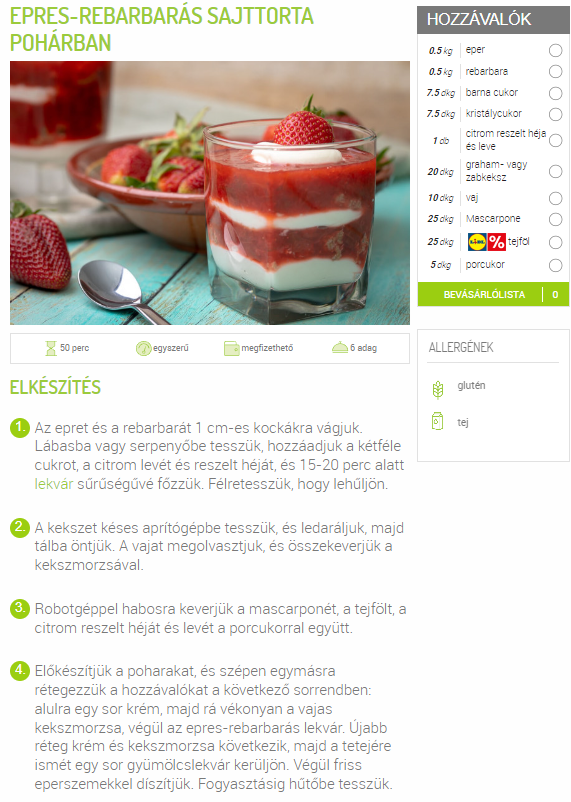 EPRES-REBARBARÁS SAJTTORTA
POHÁRBAN
50 perc
egyszerű
megfizethető
6 adag
ELKÉSZÍTÉS
1. Az epret és a rebarbarát 1 cm-es kockákra vágjuk.
Lábasba vagy serpenyőbe tesszük, hozzáadjuk a kétféle
cukrot, a citrom levét és reszelt héját, és 15-20 perc alatt
lekvár sűrűségűvé főzzük. Félretesszük, hogy lehűljön.
2. A kekszet késes aprítógépbe tesszük, és ledaráljuk, majd
tálba öntjük. A vajat megolvasztjuk, és összekeverjük a
kekszmorzsával.
3. Robotgéppel habosra keverjük a mascarponét, a tejfölt, a
citrom reszelt héját és levét a porcukorral együtt.
4. Előkészítjük a poharakat, és szépen egymásra
rétegezzük a hozzávalókat a következő sorrendben:
alulra egy sor krém, majd rá vékonyan a vajas
kekszmorzsa, végül az epres-rebarbarás lekvár. Újabb
réteg krém és kekszmorzsa következik, majd a tetejére
ismét egy sor gyümölcslekvár kerüljön. Végül friss
eperszemekkel díszítjük. Fogyasztásig hűtőbe tesszük.
HOZZÁVALÓK
0.5 kg eper
0.5 kg rebarbara
7.5 dkg barna cukor
7.5 dkg kristálycukor
1 db citrom reszelt héja
és leve
20 dkg graham- vagy
zabkeksz
10 dkg vaj
25 dkg Mascarpone
25 dkg LIDL % tejföl
5 dkg porcukor
BEVÁSÁRLÓLISTA 0
ALLERGÉNEK
glutén
tej